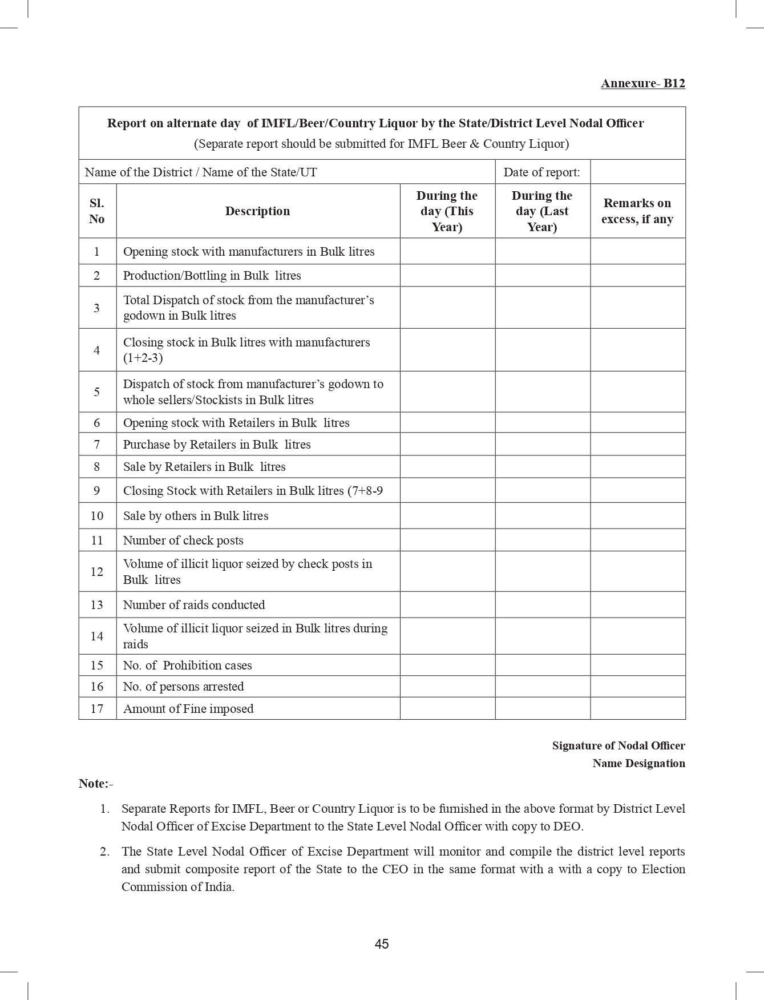 Annexure- B12
Report on alternate day of IMFL/Beer/Country Liquor by the State/District Level Nodal Officer
(Separate report should be submitted for IMFL Beer & Country Liquor)
Name of the District / Name of the State/UT
Date of report:
Sl.
No
Description
During the
day (This
Year)
During the
day (Last
Year)
Remarks on
excess, if any
1
Opening stock with manufacturers in Bulk litres
2
Production/Bottling in Bulk litres
3
Total Dispatch of stock from the manufacturer’s
godown in Bulk litres
4
Closing stock in Bulk litres with manufacturers
(1+2-3)
5
Dispatch of stock from manufacturer’s godown to
whole sellers/Stockists in Bulk litres
6
Opening stock with Retailers in Bulk litres
7
Purchase by Retailers in Bulk litres
8
Sale by Retailers in Bulk litres
9
Closing Stock with Retailers in Bulk litres (7+8-9
10
Sale by others in Bulk litres
11
Number of check posts
12
Volume of illicit liquor seized by check posts in
Bulk litres
13
Number of raids conducted
14
Volume of illicit liquor seized in Bulk litres during
raids
15
No. of Prohibition cases
16
No. of persons arrested
17
Amount of Fine imposed
Signature of Nodal Officer
Name Designation
Note:-
1. Separate Reports for IMFL, Beer or Country Liquor is to be furnished in the above format by District Level
Nodal Officer of Excise Department to the State Level Nodal Officer with copy to DEO.
2. The State Level Nodal Officer of Excise Department will monitor and compile the district level reports
and submit composite report of the State to the CEO in the same format with a with a copy to Election
Commission of India.
45